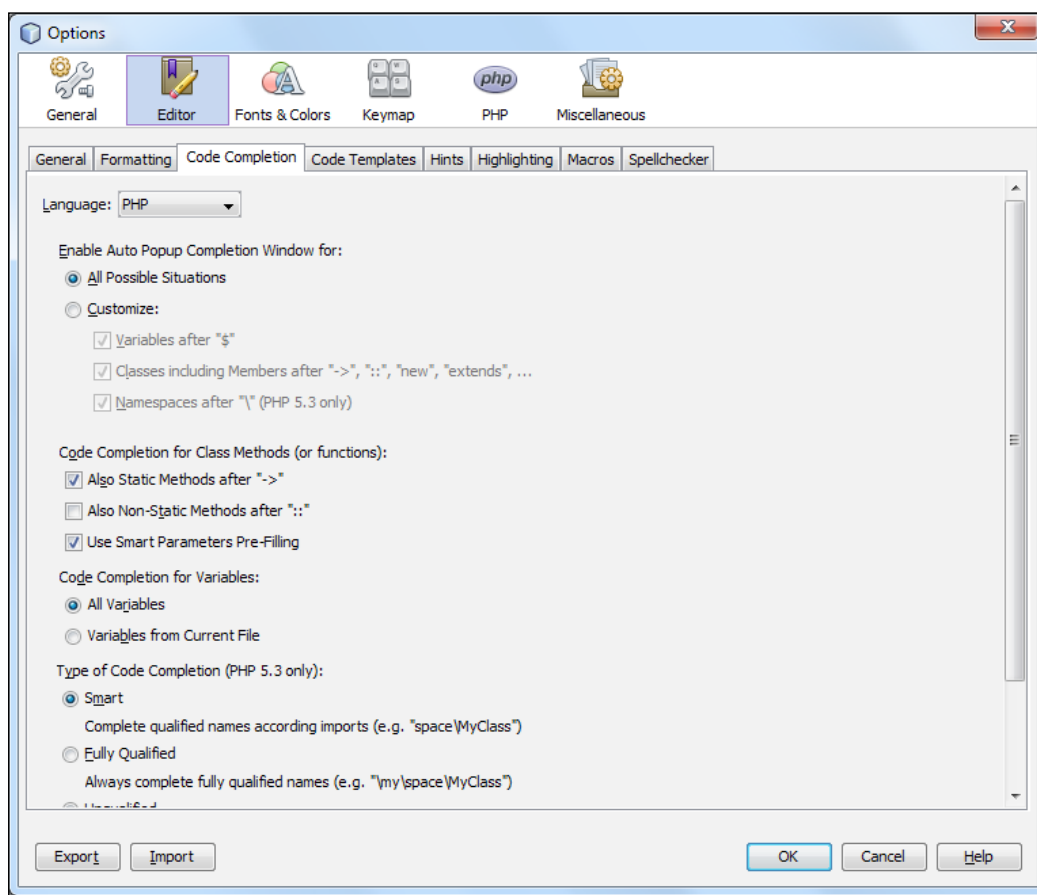 Options
General
Editor
Fonts & Colors
Keymap
php
PHP
Miscellaneous
General
Formatting
Code Completion
Code Templates
Hints
Highlighting
Macros
Spellchecker
Language: PHP
Enable Auto Popup Completion Window for:
All Possible Situations
Customize:
Variables after "$"
Classes including Members after "->", "::", "new", "extends", ...
Namespaces after "\" (PHP 5.3 only)
Code Completion for Class Methods (or functions):
Also Static Methods after "->"
Also Non-Static Methods after "::"
Use Smart Parameters Pre-Filling
Code Completion for Variables:
All Variables
Variables from Current File
Type of Code Completion (PHP 5.3 only):
Smart
Complete qualified names according imports (e.g. "space\MyClass")
Fully Qualified
Always complete fully qualified names (e.g. "\my\space\MyClass")
Export
Import
OK
Cancel
Help